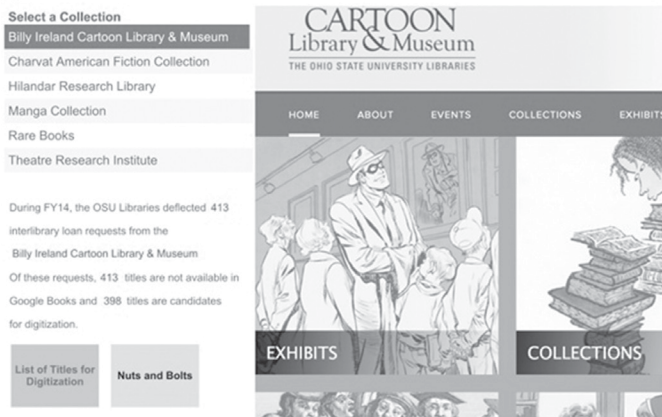 Select a Collection
Billy Ireland Cartoon Library & Museum
Charvat American Fiction Collection
Hilandar Research Library
Manga Collection
Rare Books
Theatre Research Institute
During FY14, the OSU Libraries deflected 413
interlibrary loan requests from the
Billy Ireland Cartoon Library & Museum
Of these requests, 413 titles are not available in
Google Books and 398 titles are candidates
for digitization.
List of Titles for
Digitization
Nuts and Bolts
CARTOON
Library & Museum
THE OHIO STATE UNIVERSITY LIBRARIES
HOME ABOUT EVENTS COLLECTIONS EXHIBITS
EXHIBITS
COLLECTIONS